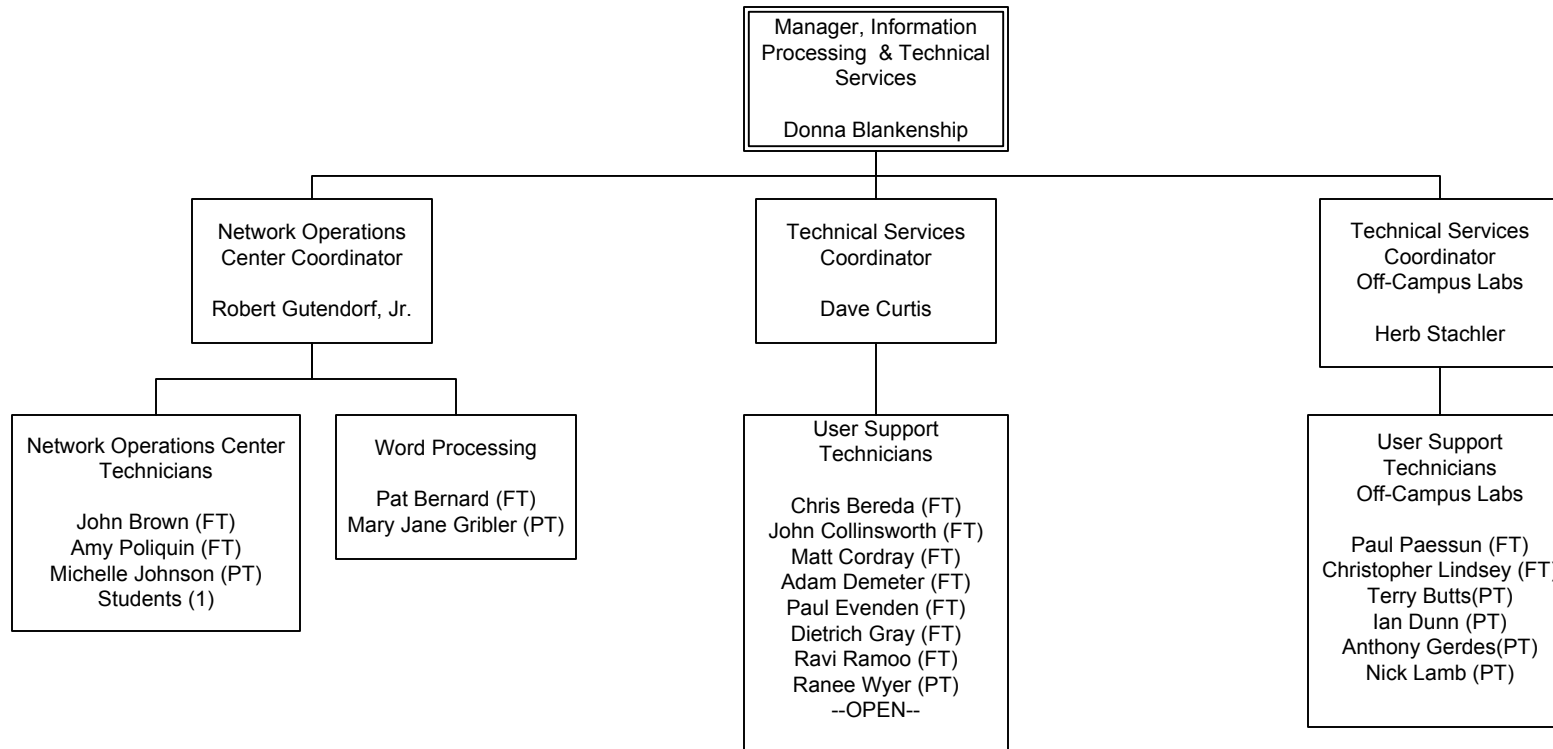 Manager, Information
Processing & Technical
Services
Donna Blankenship
Network Operations
Center Coordinator
Robert Gutendorf, Jr.
Technical Services
Coordinator
Dave Curtis
Technical Services
Coordinator
Off-Campus Labs
Herb Stachler
Network Operations Center
Technicians
John Brown (FT)
Amy Poliquin (FT)
Michelle Johnson (PT)
Students (1)
Word Processing
Pat Bernard (FT)
Mary Jane Gribler (PT)
User Support
Technicians
Chris Bereda (FT)
John Collinsworth (FT)
Matt Cordray (FT)
Adam Demeter (FT)
Paul Evenden (FT)
Dietrich Gray (FT)
Ravi Ramoo (FT)
Ranee Wyer (PT)
--OPEN--
User Support
Technicians
Off-Campus Labs
Paul Paessun (FT)
Christopher Lindsey (FT)
Terry Butts(PT)
Ian Dunn (PT)
Anthony Gerdes(PT)
Nick Lamb (PT)